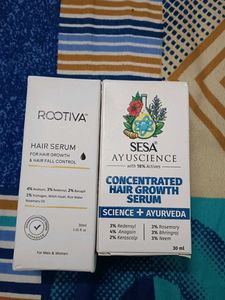 ROOTIVA
HAIR SERUM
FOR HAIR GROWTH
& HAIR FALL CONTROL
4% Anagain, 3% Redensyl, 2% Baicapil
Rosemary Oil
30ml
For Men & Women
SESA
AYUSCIENCE
with 18% Actives
CONCENTRATED
HAIR GROWTH
SERUM
SCIENCE + AYURVEDA
3% Redensyl
4% Anagain
2% Kerascalp
3% Rosemary
3% Bhringraj
3% Neem
30 ml